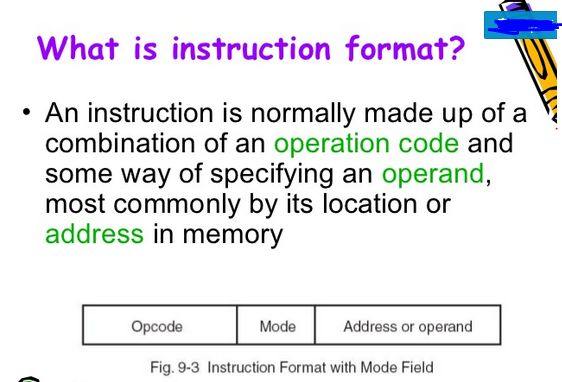 What is instruction format?
• An instruction is normally made up of a
combination of an operation code and
some way of specifying an operand,
most commonly by its location or
address in memory
Opcode Mode Address or operand
Fig. 9-3 Instruction Format with Mode Field